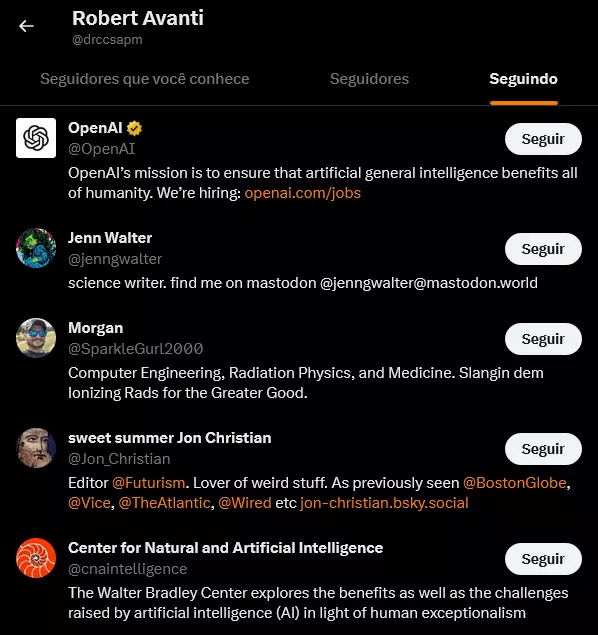 Robert Avanti
@drccsapm
Seguidores que você conhece
Seguidores
Seguindo
OpenAI
@OpenAI
Seguir
OpenAI's mission is to ensure that artificial general intelligence benefits all
of humanity. We're hiring: openai.com/jobs
Jenn Walter
@jenngwalter
Seguir
science writer. find me on mastodon @jenngwalter@mastodon.world
Morgan
@SparkleGurl2000
Seguir
Computer Engineering, Radiation Physics, and Medicine. Slangin dem
Ionizing Rads for the Greater Good.
sweet summer Jon Christian
@Jon_Christian
Seguir
Editor @Futurism. Lover of weird stuff. As previously seen @BostonGlobe,
@Vice, @TheAtlantic, @Wired etc jon-christian.bsky.social
Center for Natural and Artificial Intelligence
@cnaintelligence
Seguir
The Walter Bradley Center explores the benefits as well as the challenges
raised by artificial intelligence (AI) in light of human exceptionalism